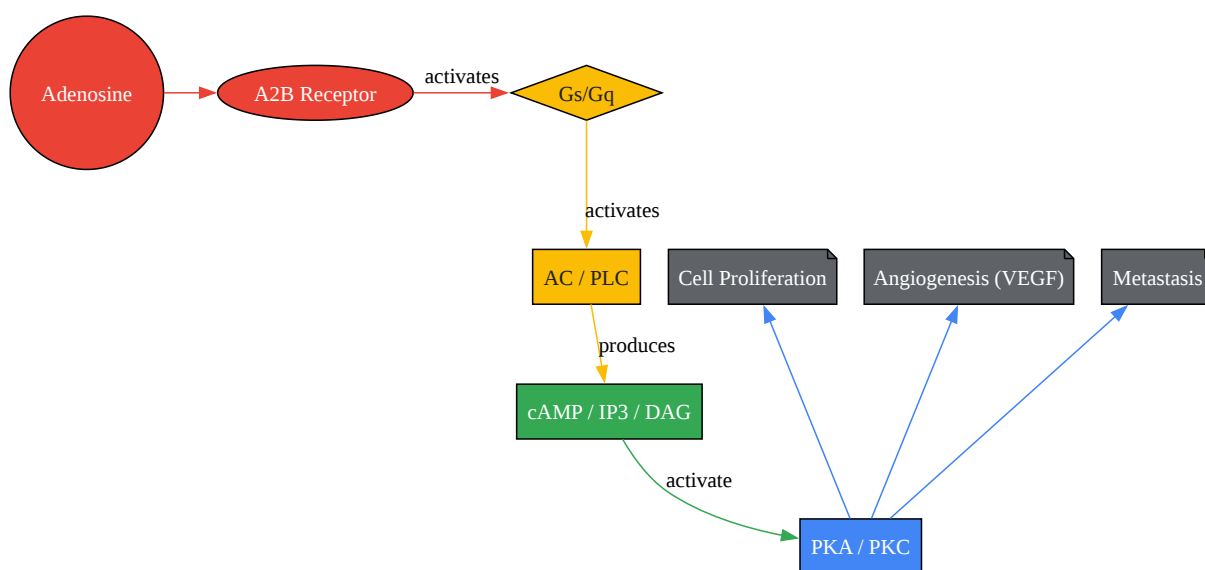 Adenosine
A2B Receptor
activates
Gs/Gq
activates
AC / PLC
Cell Proliferation
Angiogenesis (VEGF)
Metastasis
produces
cAMP / IP3 / DAG
activate
PKA / PKC